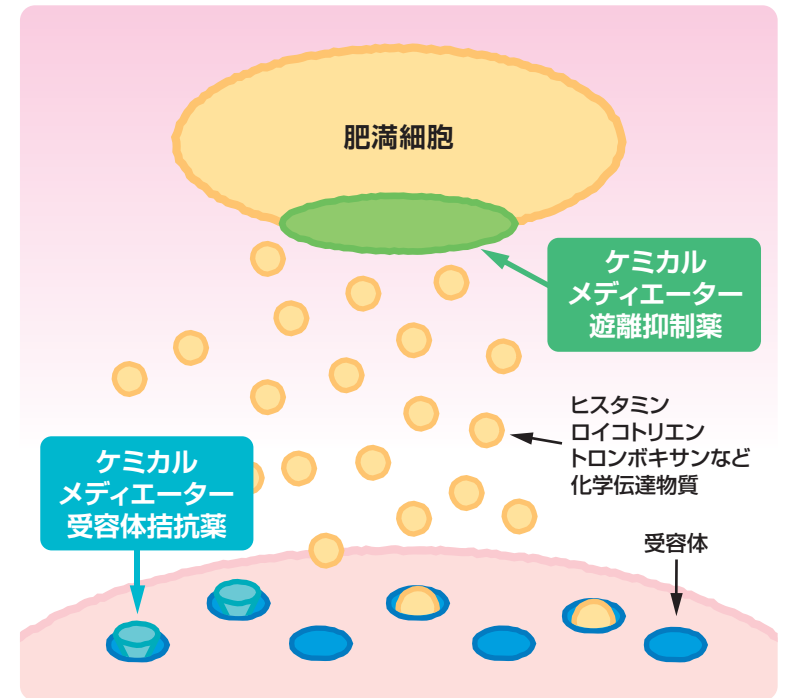 肥満細胞
ケミカル
メディエーター
遊離抑制薬
ヒスタミン
ロイコトリエン
トロンボキサンなど
化学伝達物質
ケミカル
メディエーター
受容体拮抗薬
受容体